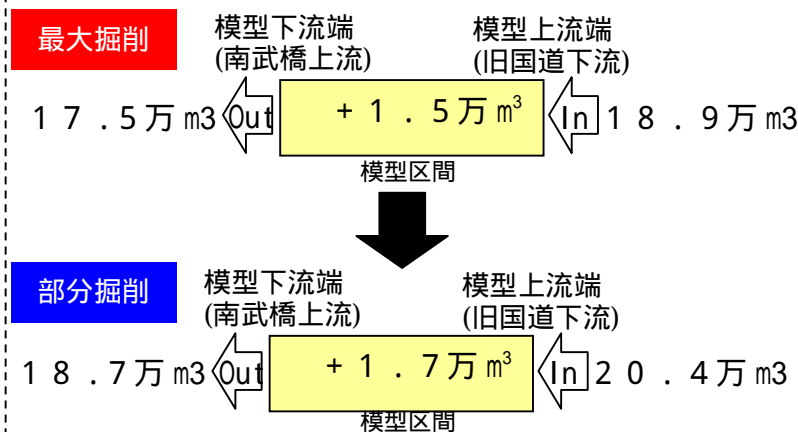 最大掘削
模型下流端
(南武橋上流)
模型上流端
(旧国道下流)
17.5万m3 Out +1.5万m³ In 18.9万m3
模型区間
部分掘削
模型下流端
(南武橋上流)
模型上流端
(旧国道下流)
18.7万m3 Out +1.7万m³ In 20.4万m3
模型区間